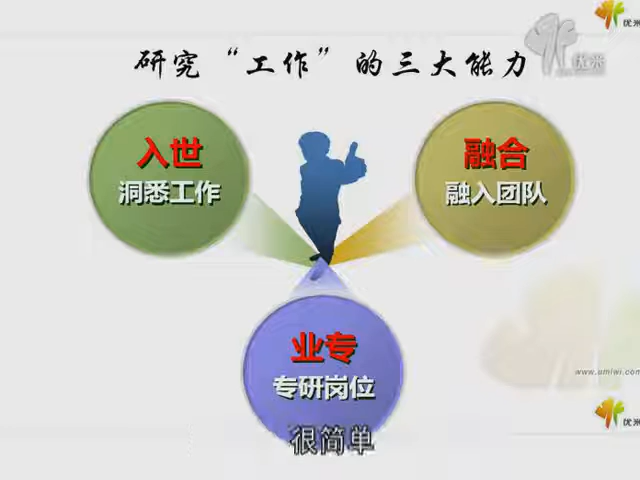 优米
优米
研究“工作”的三大能力
入世
洞悉工作
融合
融入团队
业专
专研岗位
www.umiwi.com
优米
很简单